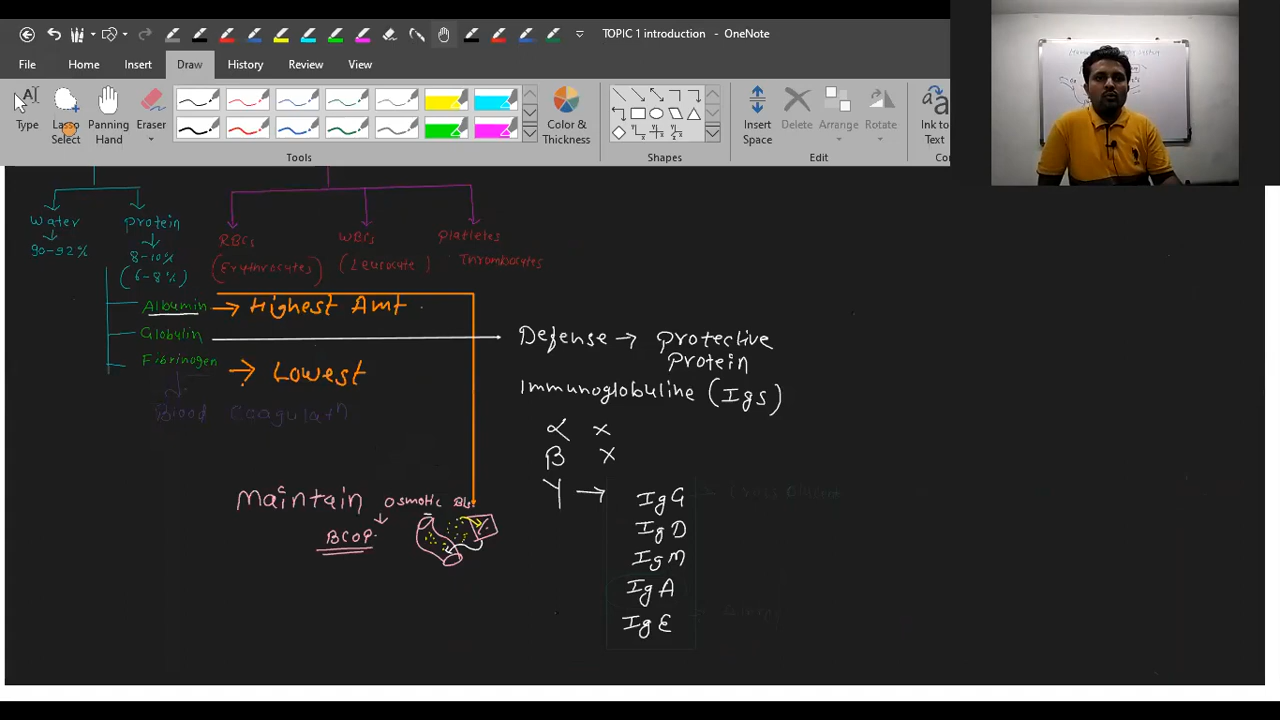 TOPIC 1 introduction - OneNote
File Home Insert Draw History Review View
Type
Lasso Select
Panning Hand
Eraser
Color & Thickness
Insert Space
Delete
Arrange
Rotate
Ink to Text
Tools
Shapes
Edit
Water
Protein
90-92%
8-10%
(6-8%)
RBCs
WBCs
Platletes
(Erythrocytes)
(Leucocyte)
Thrombocytes
Albumin → Highest Amt
Globulin
Defense → Protective
Protein
Fibrinogen → Lowest
Immunoglobuline (Igs)
Blood Coagulatn
α x
β x
γ → IgG
IgD
IgM
IgA
IgE
Maintain Osmotic
BCOP